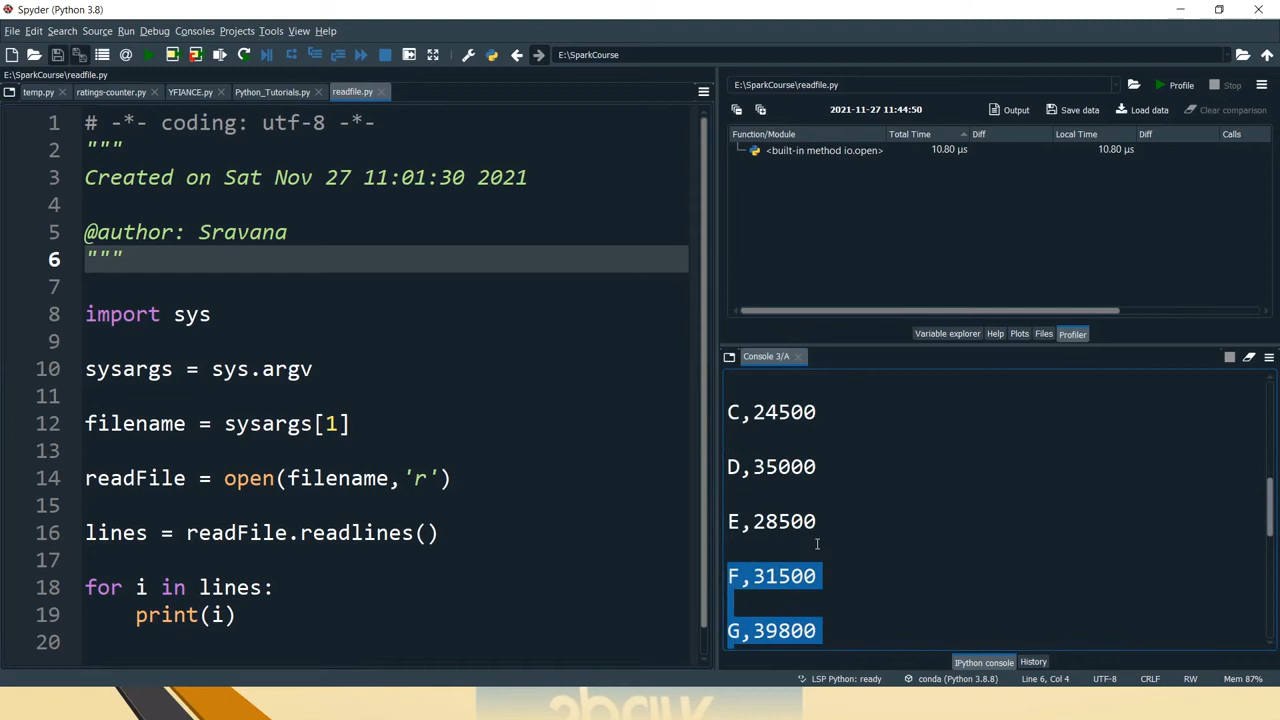 Spyder (Python 3.8)
File Edit Search Source Run Debug Consoles Projects Tools View Help
E:\SparkCourse
E:\SparkCourse\readfile.py
temp.py ratings-counter.py YFIANCE.py Python_Tutorials.py readfile.py
1 # -*- coding: utf-8 -*-
2 """
3 Created on Sat Nov 27 11:01:30 2021
4
5 @author: Sravana
6 """
7
8 import sys
9
10 sysargs = sys.argv
11
12 filename = sysargs[1]
13
14 readFile = open(filename,'r')
15
16 lines = readFile.readlines()
17
18 for i in lines:
19 print(i)
20
E:\SparkCourse\readfile.py Profile Stop
2021-11-27 11:44:50 Output Save data Load data Clear comparison
Function/Module Total Time Diff Local Time Diff Calls
<built-in method io.open> 10.80 µs 10.80 µs
Variable explorer Help Plots Files Profiler
Console 3/A
C,24500
D,35000
E,28500
F,31500
G,39800
IPython console History
LSP Python: ready conda (Python 3.8.8) Line 6, Col 4 UTF-8 CRLF RW Mem 87%